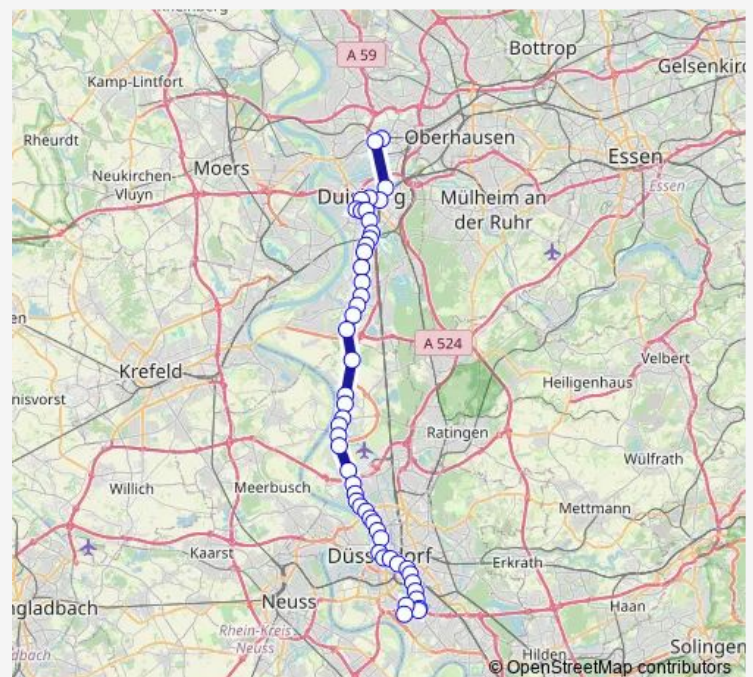 Bottrop
A 59
Gelsenkirc
Kamp-Lintfort
Oberhausen
Rheurdt
Essen
Moers
Neukirchen-
Vluyn
Essen
Mülheim an
der Ruhr
en
A 524
Krefeld
Velbert
Heiligenhaus
nisvorst
Ratingen
Wülfrath
Willich
Meerbusch
Mettmann
Kaarst
Erkrath
ngladbach
Neuss
Haan
Rhein-Kreis
Neuss
dbach
Hilden
Solingen
© OpenStreetMap contributors